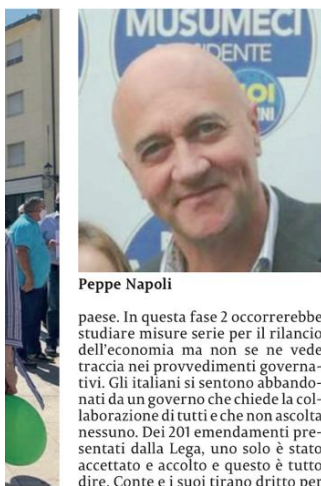 MUSUMECI
Peppe Napoli
paese. In questa fase 2 occorrerebbe
studiare misure serie per il rilancio
dell'economia ma non se ne vede
traccia nei provvedimenti governa-
tivi. Gli italiani si sentono abbando-
nati da un governo che chiede la col-
laborazione di tutti e che non ascolta
nessuno. Dei 201 emendamenti pre-
sentati dalla Lega, uno solo è stato
accettato e accolto e questo è tutto
dire. Conte e i suoi tirano dritto per